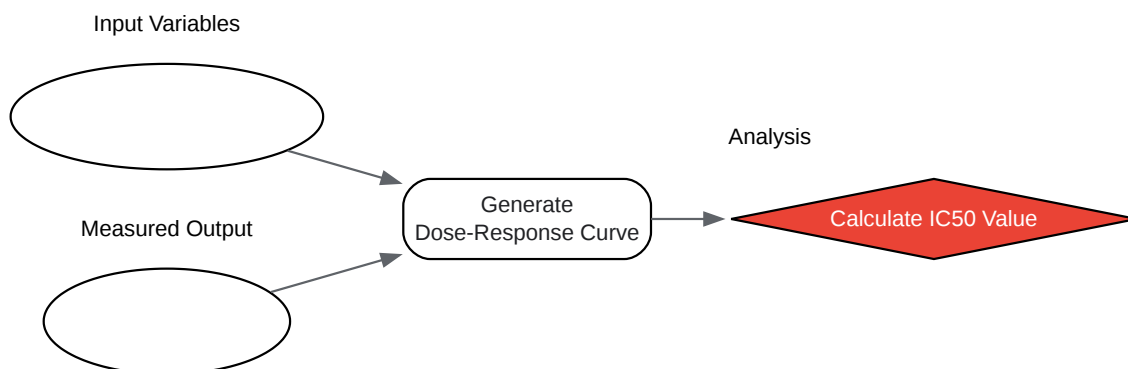 Input Variables
Analysis
Generate
Dose-Response Curve
Calculate IC50 Value
Measured Output